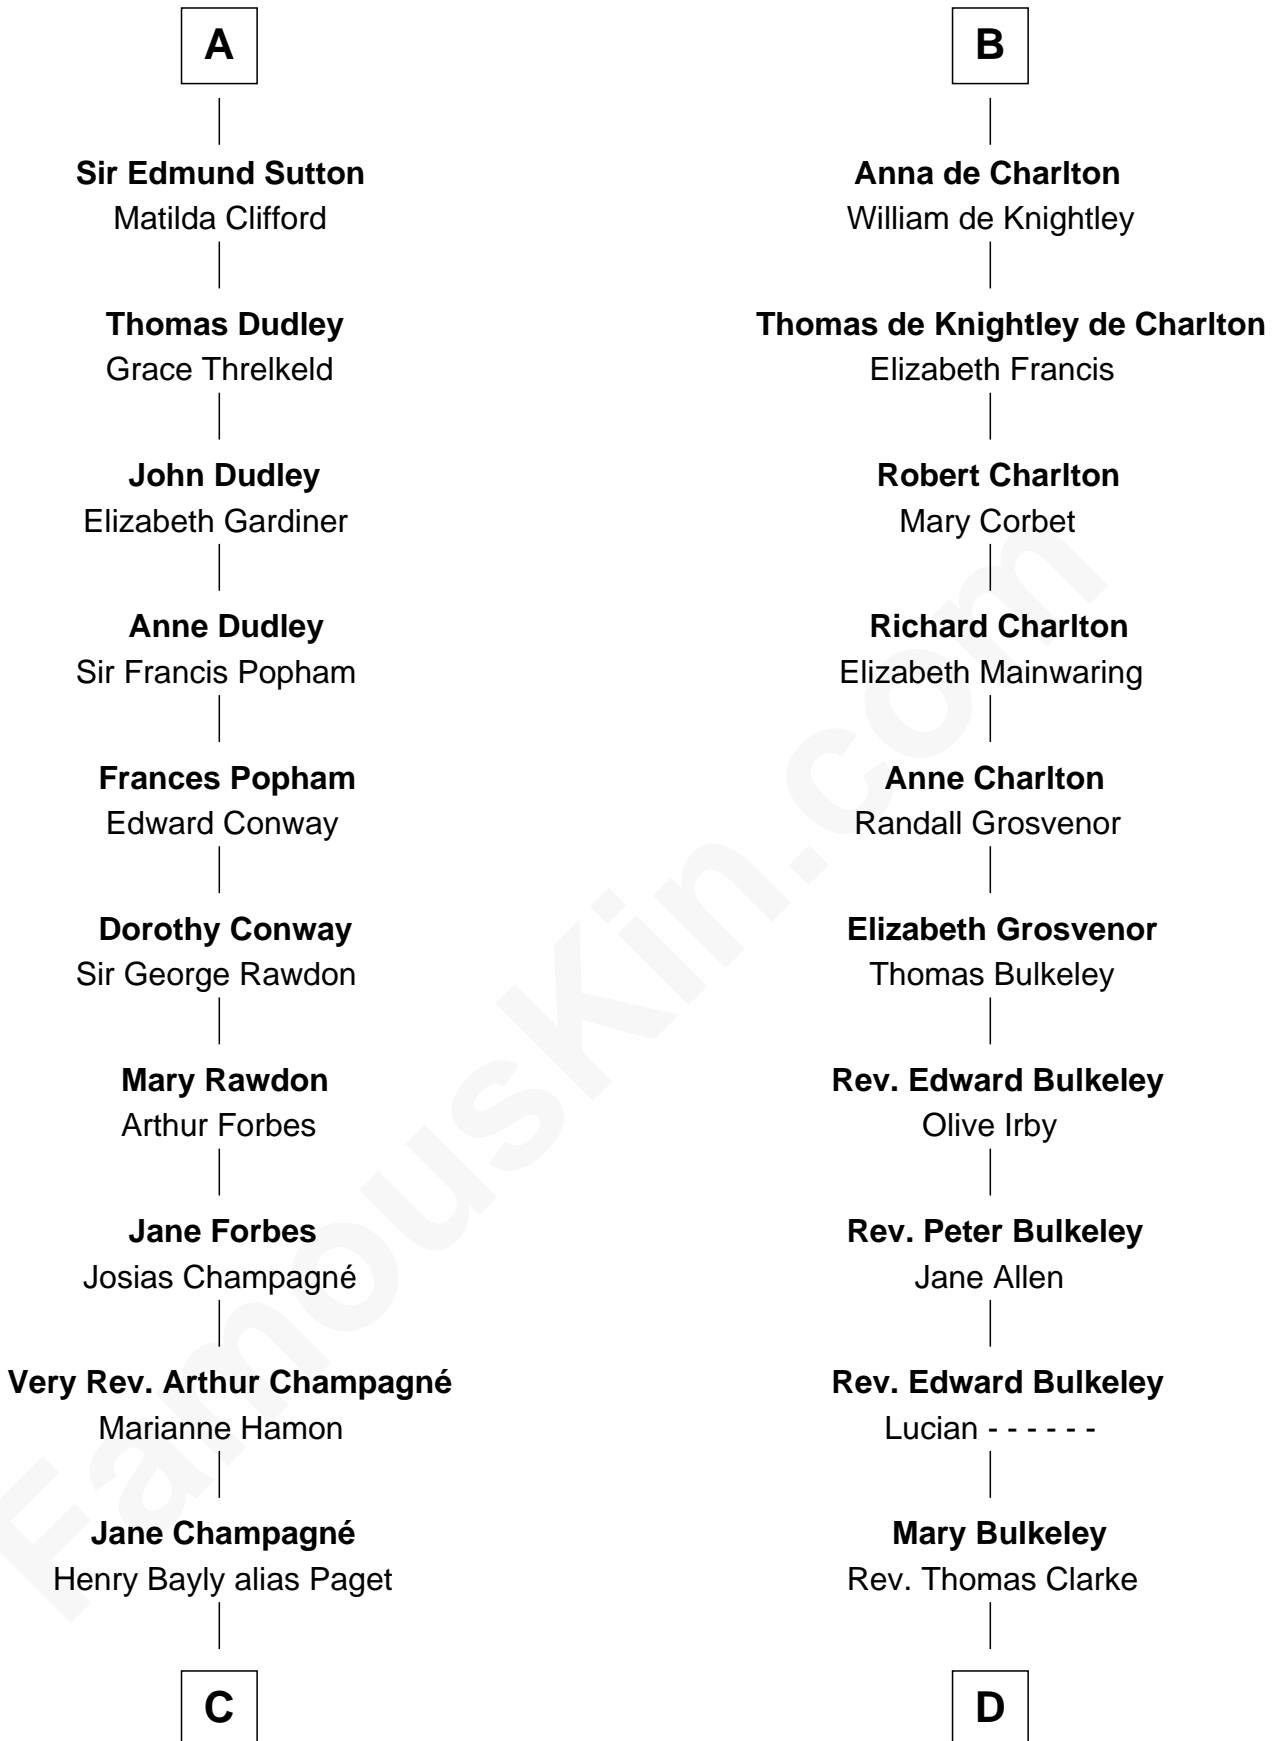 A
Sir Edmund Sutton
Matilda Clifford
Thomas Dudley
Grace Threlkeld
John Dudley
Elizabeth Gardiner
Anne Dudley
Sir Francis Popham
Frances Popham
Edward Conway
Dorothy Conway
Sir George Rawdon
Mary Rawdon
Arthur Forbes
Jane Forbes
Josias Champagné
Very Rev. Arthur Champagné
Marianne Hamon
Jane Champagné
Henry Bayly alias Paget
C
B
Anna de Charlton
William de Knightley
Thomas de Knightley de Charlton
Elizabeth Francis
Robert Charlton
Mary Corbet
Richard Charlton
Elizabeth Mainwaring
Anne Charlton
Randall Grosvenor
Elizabeth Grosvenor
Thomas Bulkeley
Rev. Edward Bulkeley
Olive Irby
Rev. Peter Bulkeley
Jane Allen
Rev. Edward Bulkeley
Lucian - - - - - -
Mary Bulkeley
Rev. Thomas Clarke
D
FamousKin.com